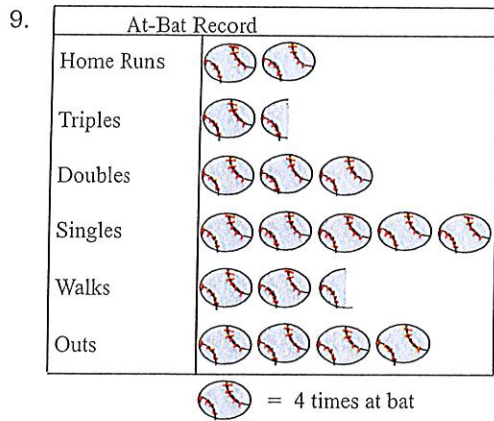 9.
At-Bat Record
Home Runs
Triples
Doubles
Singles
Walks
Outs
= 4 times at bat